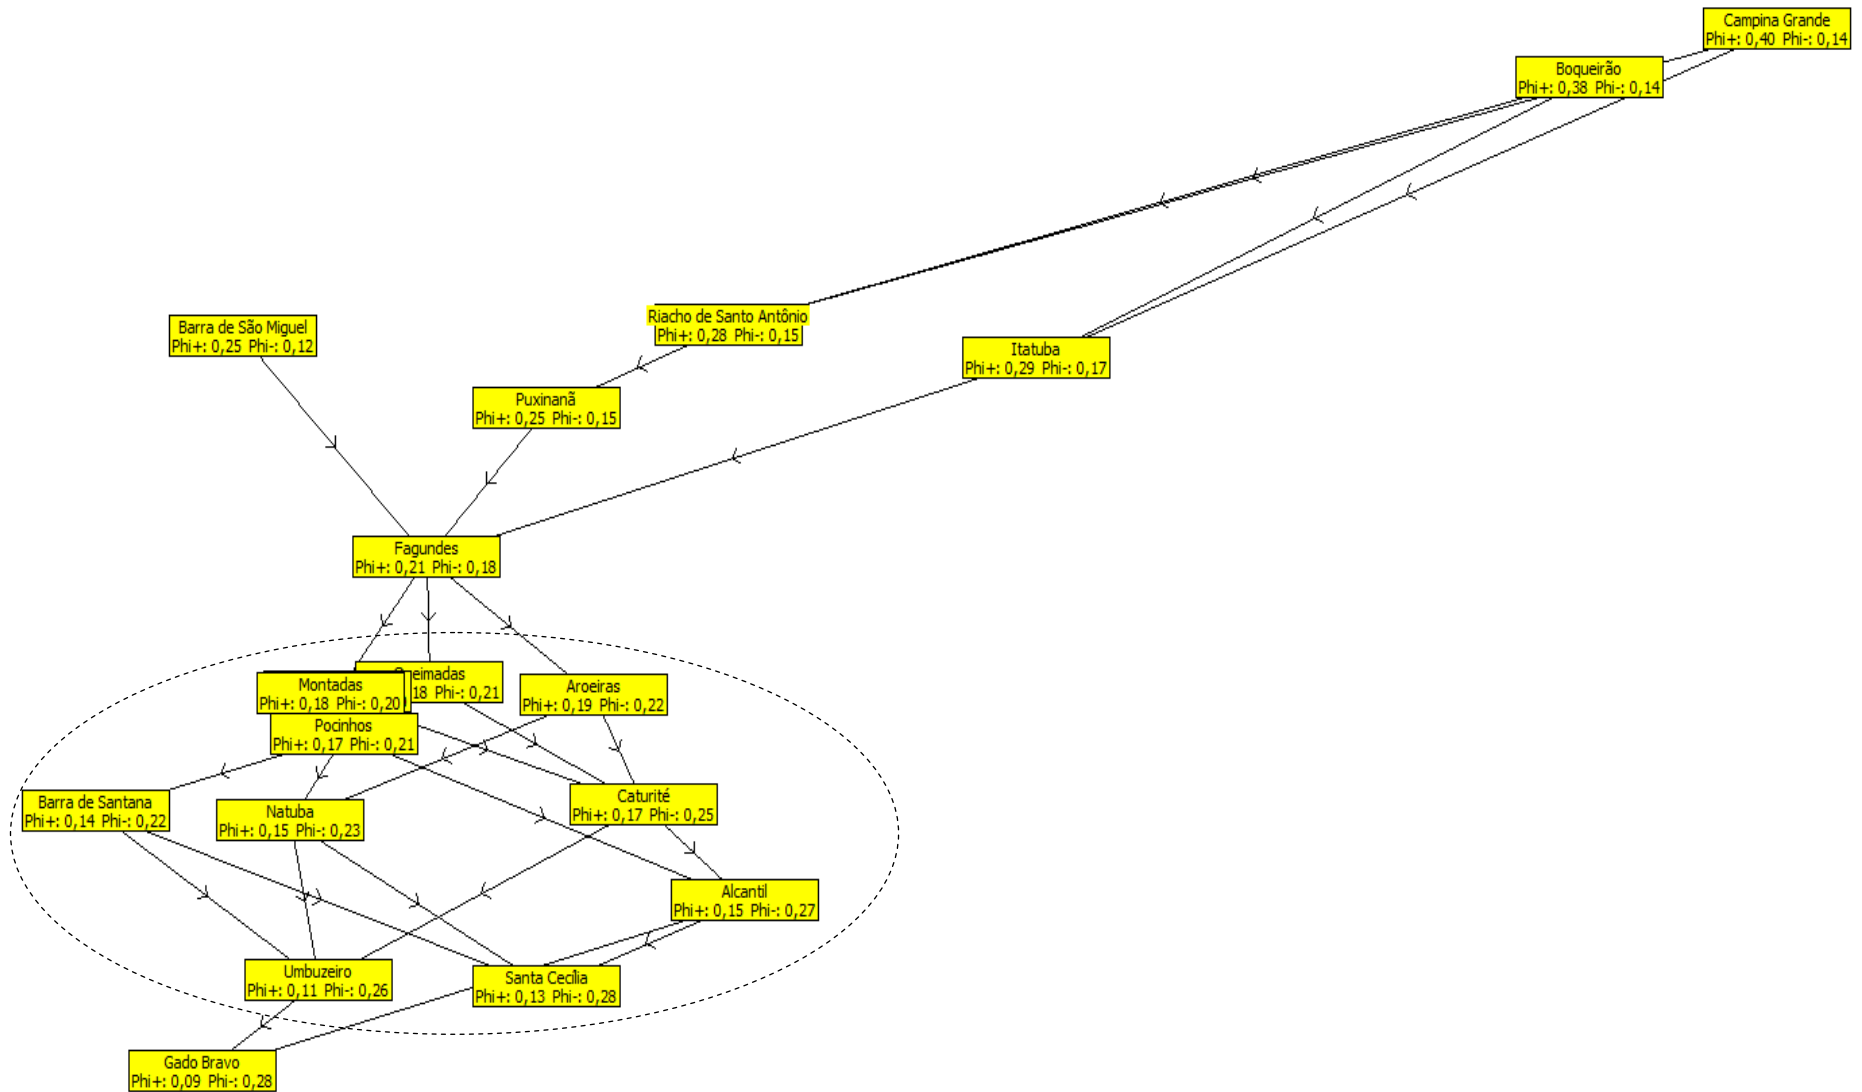 Campina Grande
Phi+: 0,40 Phi-: 0,14
Boqueirão
Phi+: 0,38 Phi-: 0,14
Riacho de Santo Antônio
Phi+: 0,28 Phi-: 0,15
Barra de São Miguel
Phi+: 0,25 Phi-: 0,12
Itatuba
Phi+: 0,29 Phi-: 0,17
Puxinanã
Phi+: 0,25 Phi-: 0,15
Fagundes
Phi+: 0,21 Phi-: 0,18
eimadas
18 Phi-: 0,21
Montadas
Phi+: 0,18 Phi-: 0,20
Aroeiras
Phi+: 0,19 Phi-: 0,22
Pocinhos
Phi+: 0,17 Phi-: 0,21
Barra de Santana
Phi+: 0,14 Phi-: 0,22
Natuba
Phi+: 0,15 Phi-: 0,23
Caturité
Phi+: 0,17 Phi-: 0,25
Alcantil
Phi+: 0,15 Phi-: 0,27
Umbuzeiro
Phi+: 0,11 Phi-: 0,26
Santa Cecília
Phi+: 0,13 Phi-: 0,28
Gado Bravo
Phi+: 0,09 Phi-: 0,28